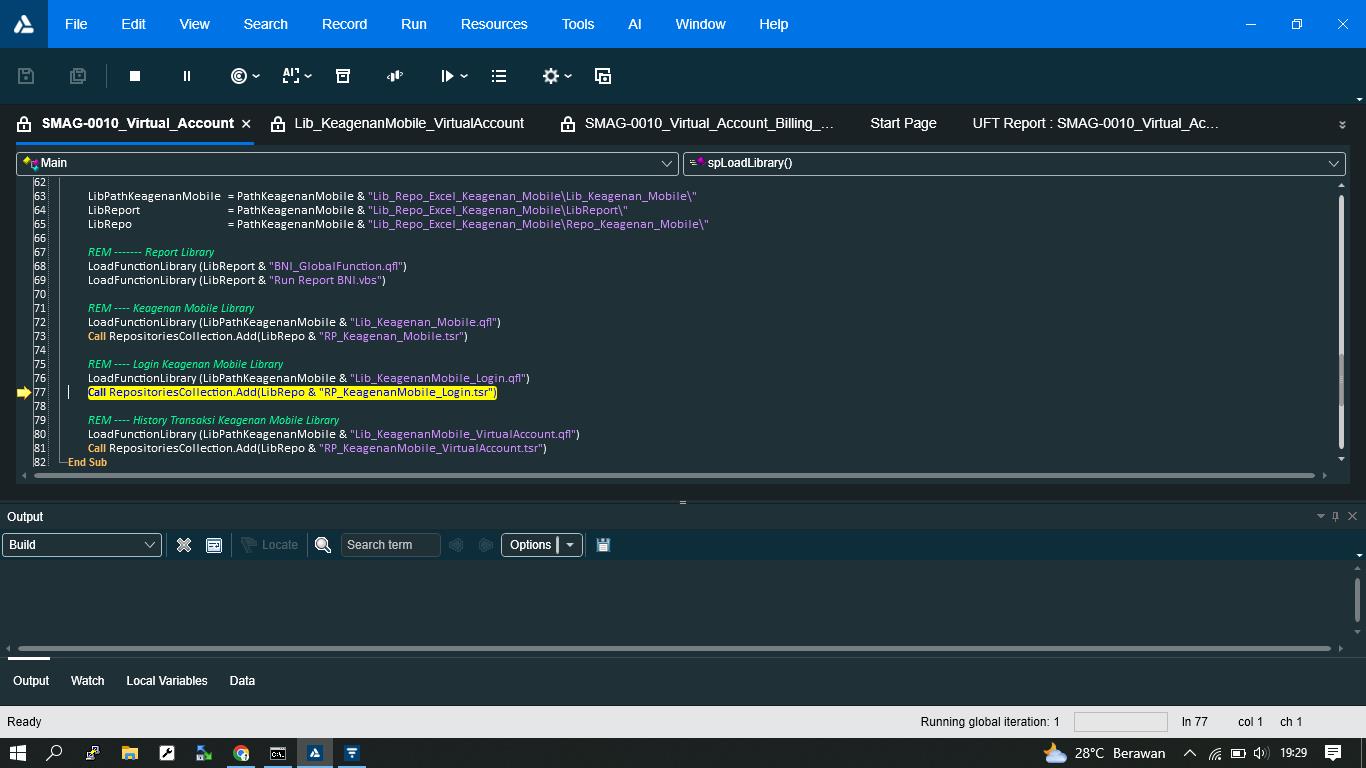 File Edit View Search Record Run Resources Tools AI Window Help
SMAG-0010_Virtual_Account Lib_KeagenanMobile_VirtualAccount SMAG-0010_Virtual_Account_Billing_... Start Page UFT Report : SMAG-0010_Virtual_Ac...
Main spLoadLibrary()
62
63 LibPathKeagenanMobile = PathKeagenanMobile & "Lib_Repo_Excel_Keagenan_Mobile\Lib_Keagenan_Mobile\"
64 LibReport = PathKeagenanMobile & "Lib_Repo_Excel_Keagenan_Mobile\LibReport\"
65 LibRepo = PathKeagenanMobile & "Lib_Repo_Excel_Keagenan_Mobile\Repo_Keagenan_Mobile\"
66
67 REM ------- Report Library
68 LoadFunctionLibrary (LibReport & "BNI_GlobalFunction.qfl")
69 LoadFunctionLibrary (LibReport & "Run Report BNI.vbs")
70
71 REM ---- Keagenan Mobile Library
72 LoadFunctionLibrary (LibPathKeagenanMobile & "Lib_Keagenan_Mobile.qfl")
73 Call RepositoriesCollection.Add(LibRepo & "RP_Keagenan_Mobile.tsr")
74
75 REM ---- Login Keagenan Mobile Library
76 LoadFunctionLibrary (LibPathKeagenanMobile & "Lib_KeagenanMobile_Login.qfl")
77 Call RepositoriesCollection.Add(LibRepo & "RP_KeagenanMobile_Login.tsr")
78
79 REM ---- History Transaksi Keagenan Mobile Library
80 LoadFunctionLibrary (LibPathKeagenanMobile & "Lib_KeagenanMobile_VirtualAccount.qfl")
81 Call RepositoriesCollection.Add(LibRepo & "RP_KeagenanMobile_VirtualAccount.tsr")
82 End Sub
Output
Build Locate Search term Options
Output Watch Local Variables Data
Ready Running global iteration: 1 ln 77 col 1 ch 1
28°C Berawan 19:29